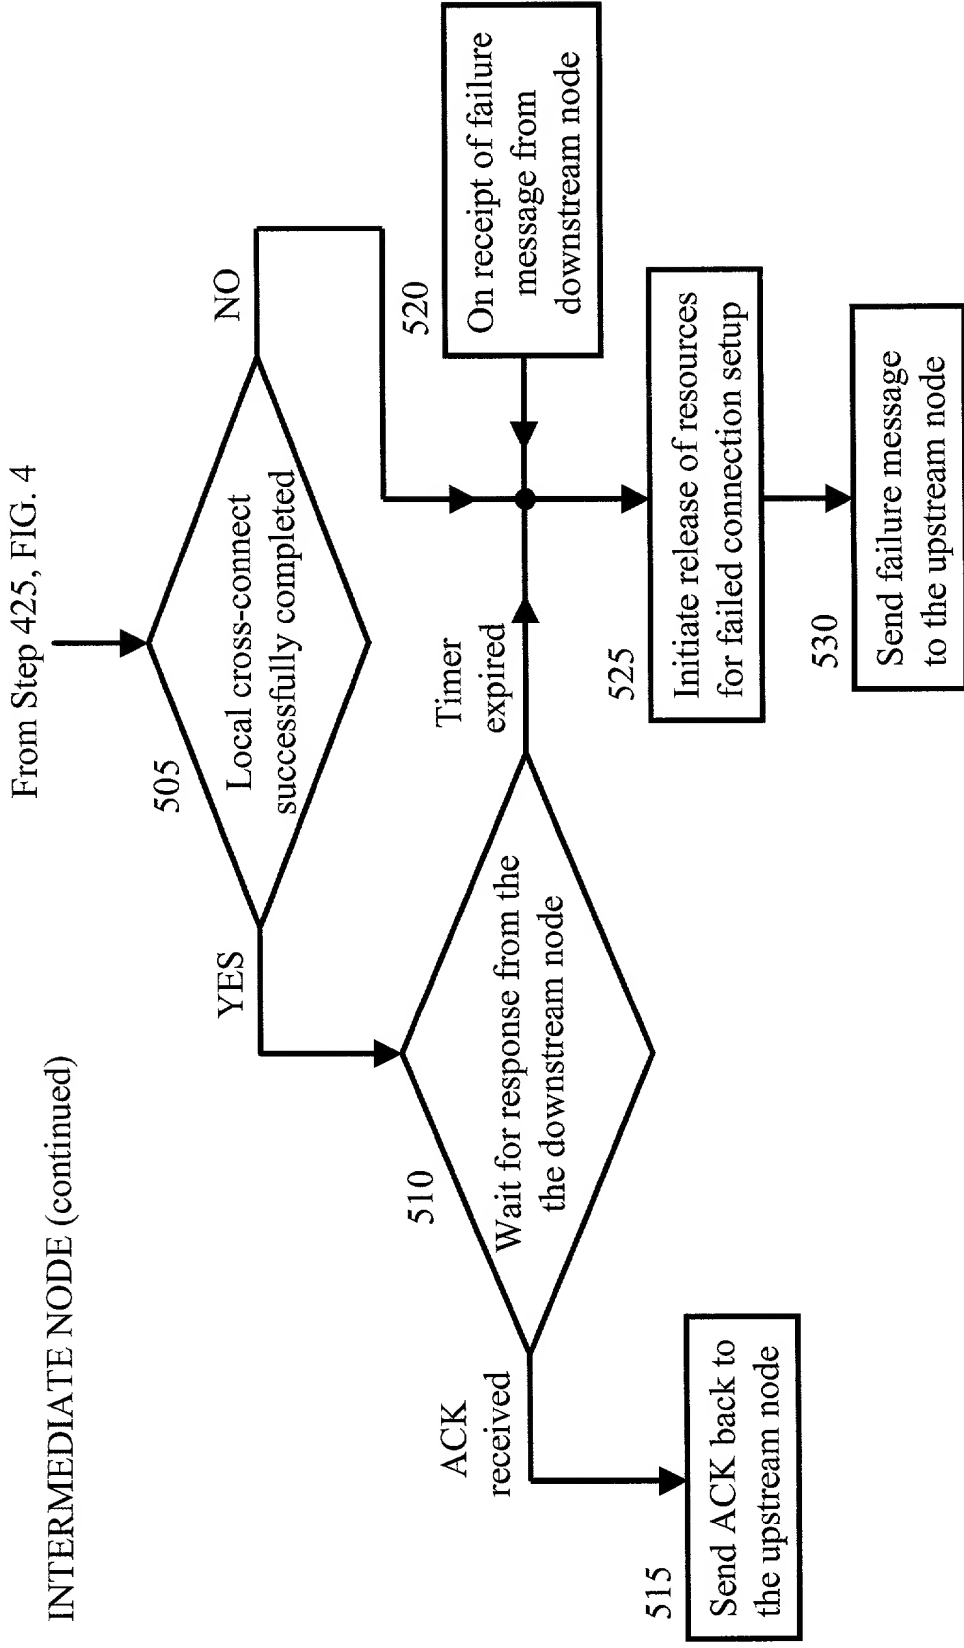 INTERMEDIATE NODE (continued)
From Step 425, FIG. 4
505
Local cross-connect
successfully completed
YES
NO
510
Wait for response from the
the downstream node
ACK
received
Timer
expired
515
Send ACK back to
the upstream node
520
On receipt of failure
message from
downstream node
525
Initiate release of resources
for failed connection setup
530
Send failure message
to the upstream node